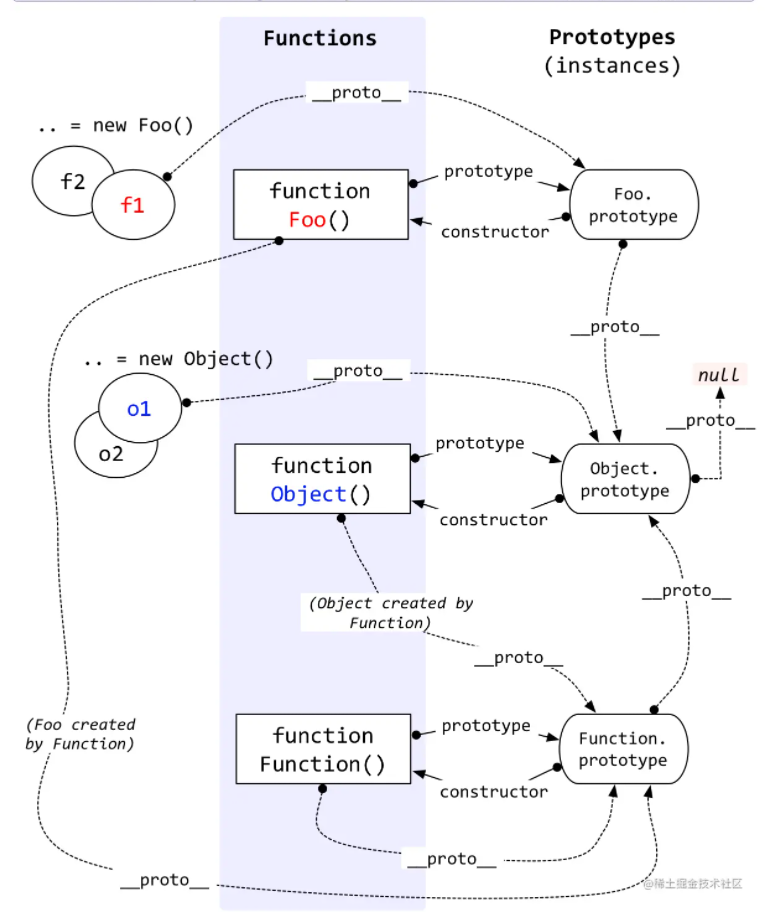 Functions
Prototypes
(instances)
__proto__
.. = new Foo()
f2
f1
function
Foo()
prototype
constructor
Foo.
prototype
__proto__
.. = new Object()
__proto__
null
__proto__
o1
o2
function
Object()
prototype
constructor
Object.
prototype
(Object created by
Function)
__proto__
__proto__
(Foo created
by Function)
function
Function()
prototype
constructor
Function.
prototype
__proto__
__proto__
@稀土掘金技术社区